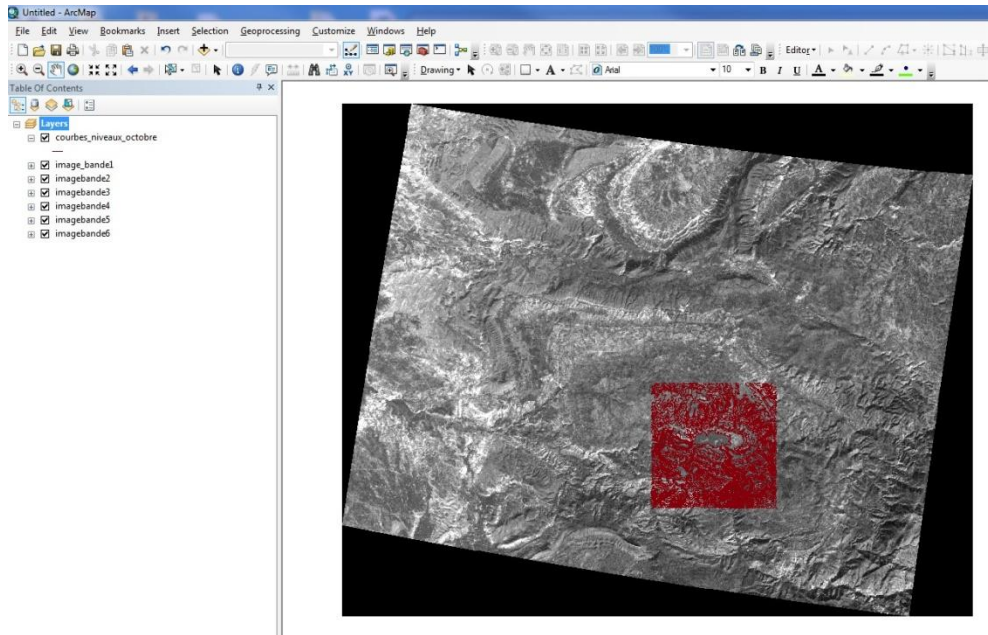 Untitled - ArcMap
File Edit View Bookmarks Insert Selection Geoprocessing Customize Windows Help
Editor
Drawing A Arial 10 B I U A
Table Of Contents
Layers
courbes_niveaux_octobre
image_bande1
imagebande2
imagebande3
imagebande4
imagebande5
imagebande6